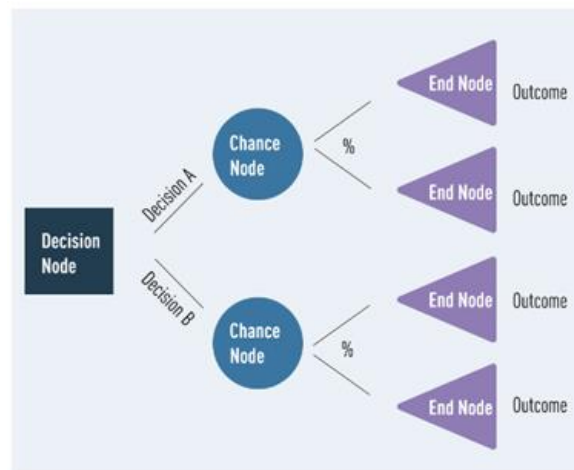 End Node
Outcome
Chance
Node
%
Decision A
End Node
Outcome
Decision
Node
Decision B
End Node
Outcome
Chance
Node
%
End Node
Outcome